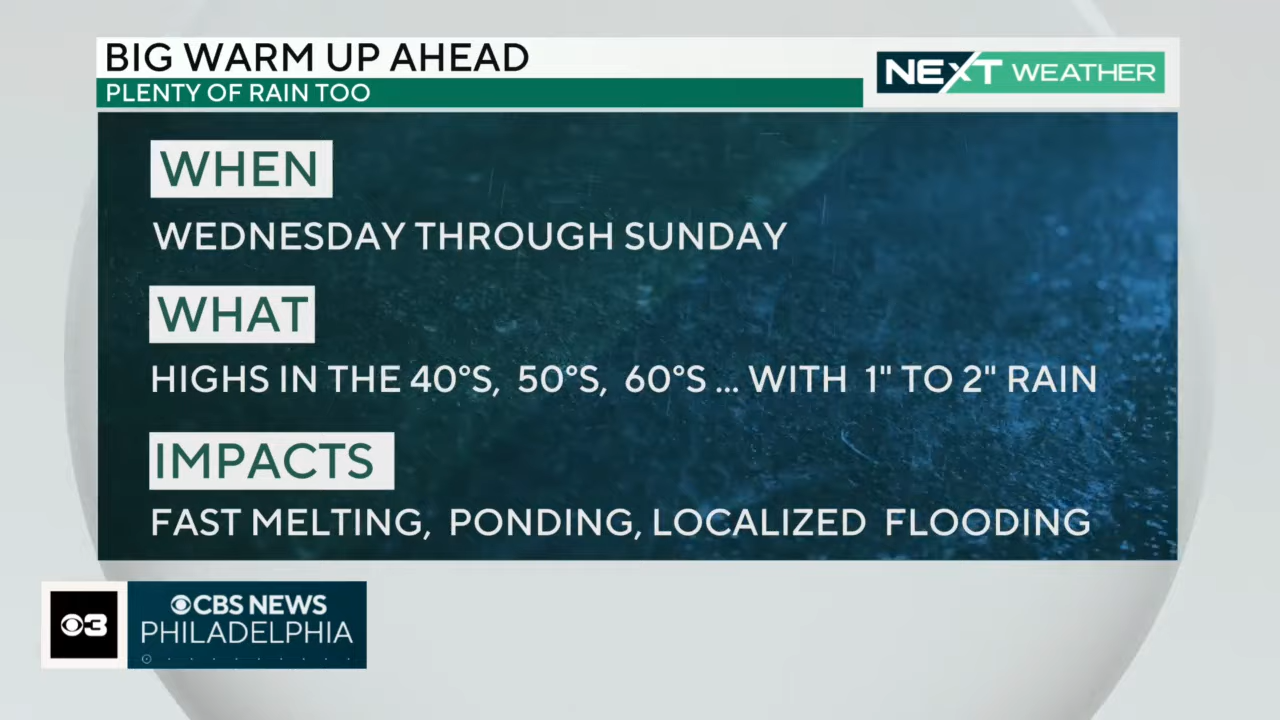 BIG WARM UP AHEAD
PLENTY OF RAIN TOO
NEXT WEATHER
WHEN
WEDNESDAY THROUGH SUNDAY
WHAT
HIGHS IN THE 40°S, 50°S, 60°S ... WITH 1" TO 2" RAIN
IMPACTS
FAST MELTING, PONDING, LOCALIZED FLOODING
3
CBS NEWS
PHILADELPHIA